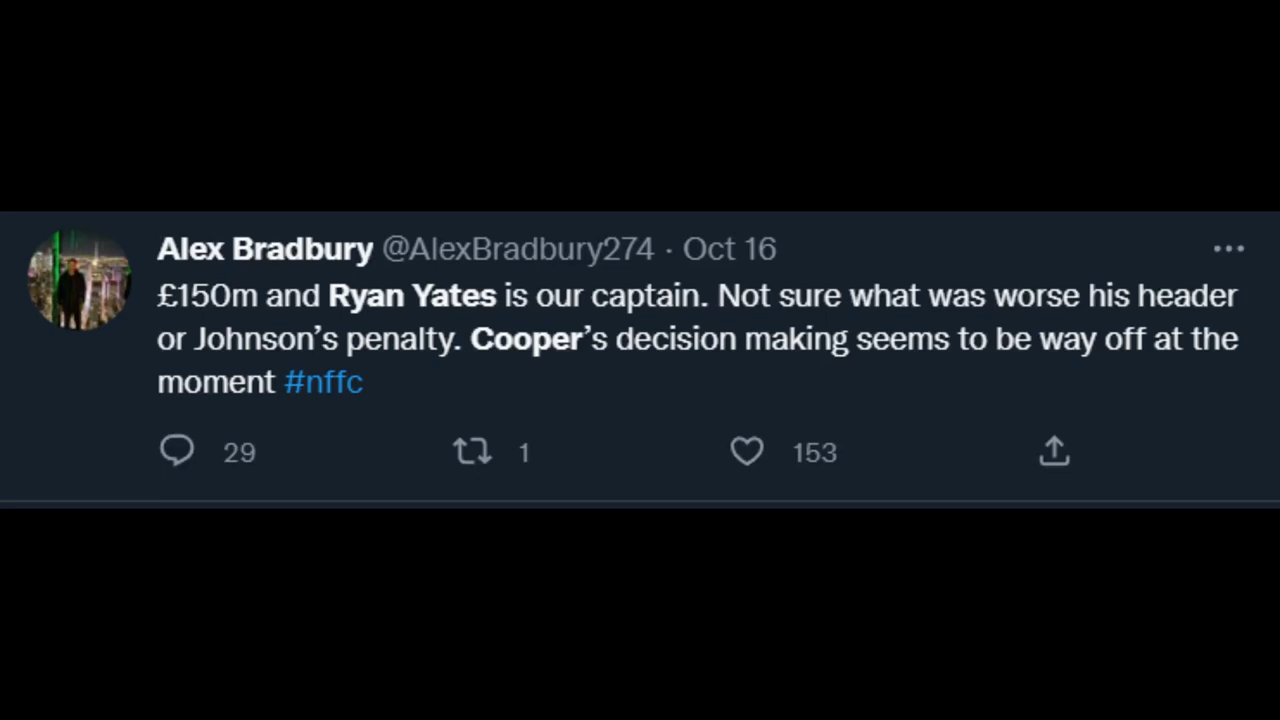 Alex Bradbury @AlexBradbury274 · Oct 16
£150m and Ryan Yates is our captain. Not sure what was worse his header
or Johnson’s penalty. Cooper’s decision making seems to be way off at the
moment #nffc
29 1 153